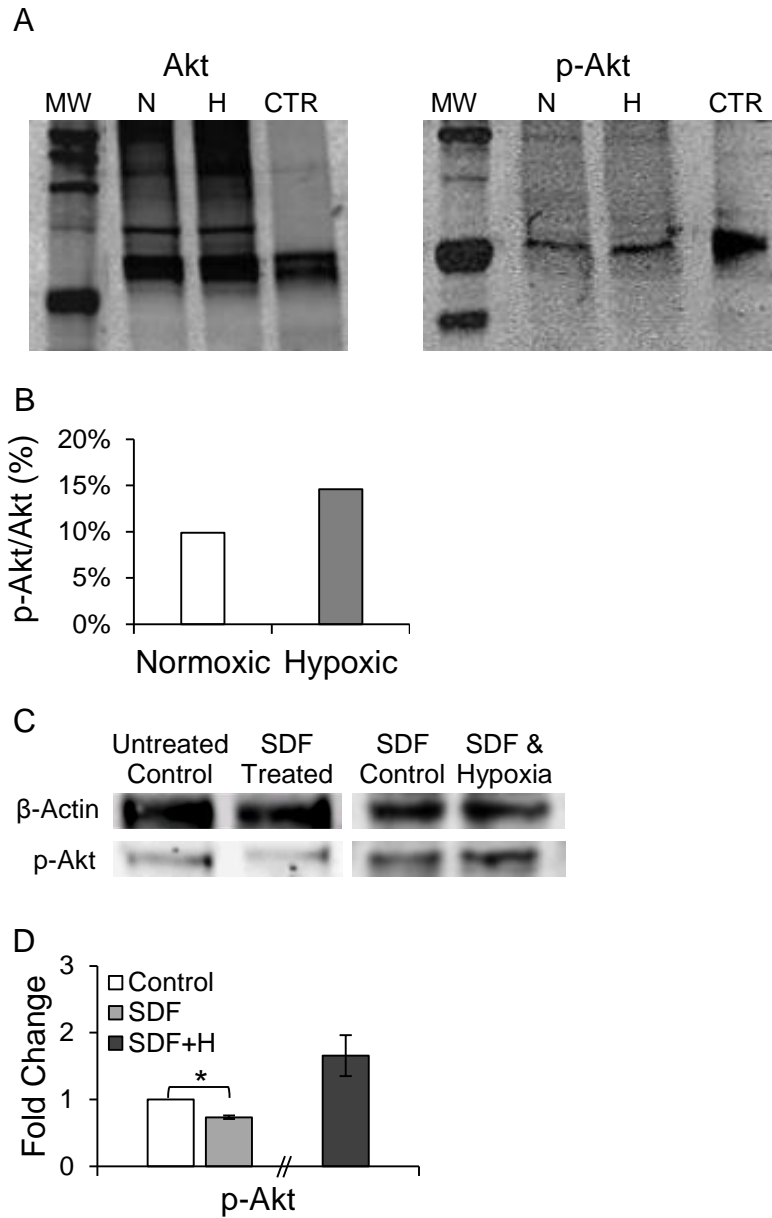 A
Akt
p-Akt
MW N H CTR
MW N H CTR
B
p-Akt/Akt (%)
20%
15%
10%
5%
0%
Normoxic Hypoxic
C
Untreated Control
SDF Treated
SDF Control
SDF & Hypoxia
β-Actin
p-Akt
D
Fold Change
3
2
1
0
Control
SDF
SDF+H
*
//
p-Akt